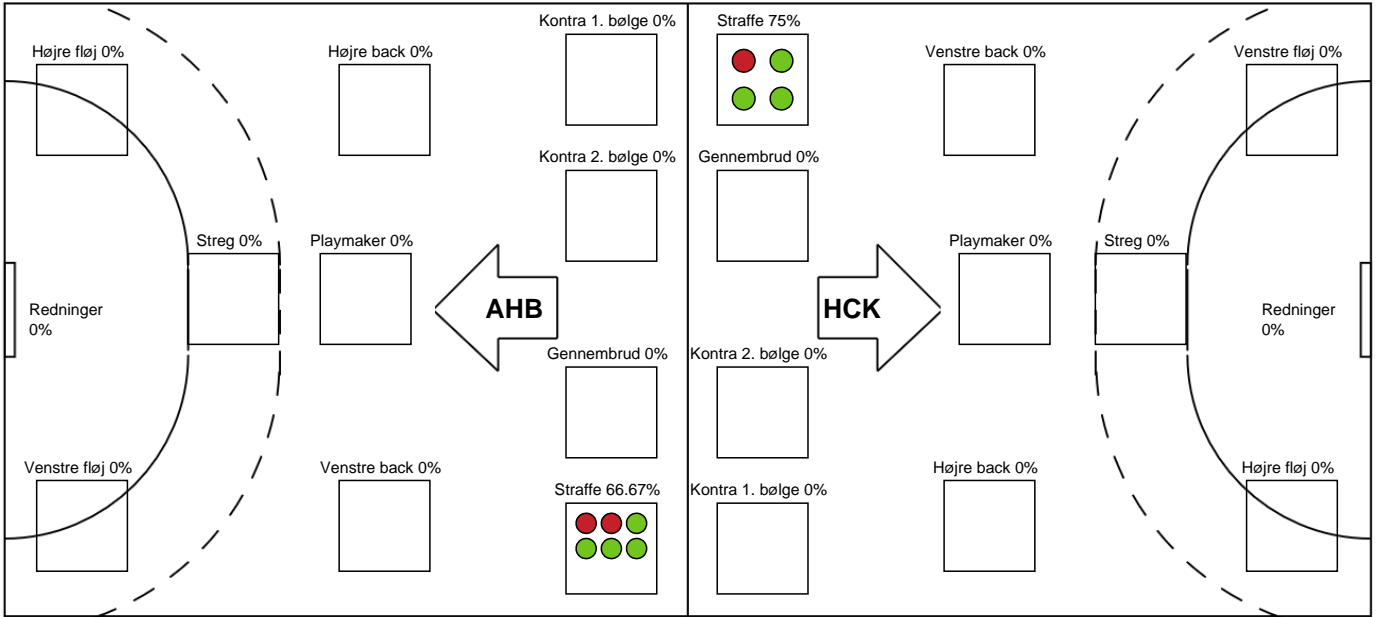 Kontra 1. bølge 0%
Straffe 75%
Højre fløj 0%
Højre back 0%
Venstre back 0%
Venstre fløj 0%
Kontra 2. bølge 0%
Gennembrud 0%
Streg 0%
Playmaker 0%
Playmaker 0%
Streg 0%
Redninger
0%
AHB
HCK
Redninger
0%
Gennembrud 0%
Kontra 2. bølge 0%
Venstre fløj 0%
Venstre back 0%
Højre back 0%
Højre fløj 0%
Straffe 66.67%
Kontra 1. bølge 0%